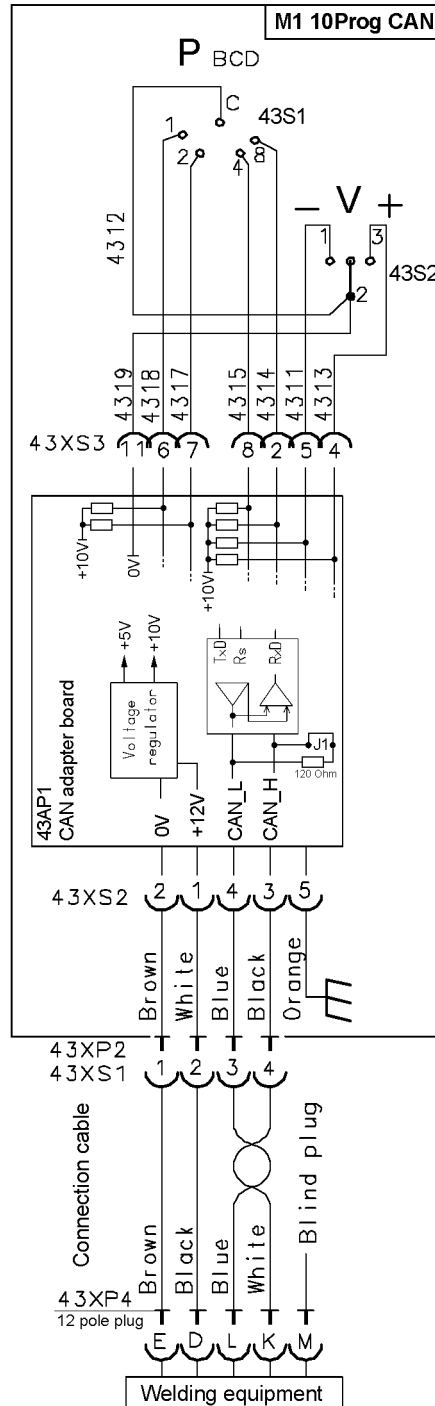 M1 10Prog CAN
P BCD
C
43S1
1
2
4
8
− V +
1
3
43S2
2
4312
4319
4318
4317
4315
4314
4311
4313
43XS3
11
6
7
8
2
5
4
+10V
0V
+10V
+5V
+10V
TxD
Rs
RxD
Voltage
regulator
J1
120 Ohm
43AP1
CAN adapter board
0V
+12V
CAN_L
CAN_H
43XS2
2
1
4
3
5
Brown
White
Blue
Black
Orange
43XP2
43XS1
1
2
3
4
Connection cable
Brown
Black
Blue
White
Blind plug
43XP4
12 pole plug
E
D
L
K
M
Welding equipment